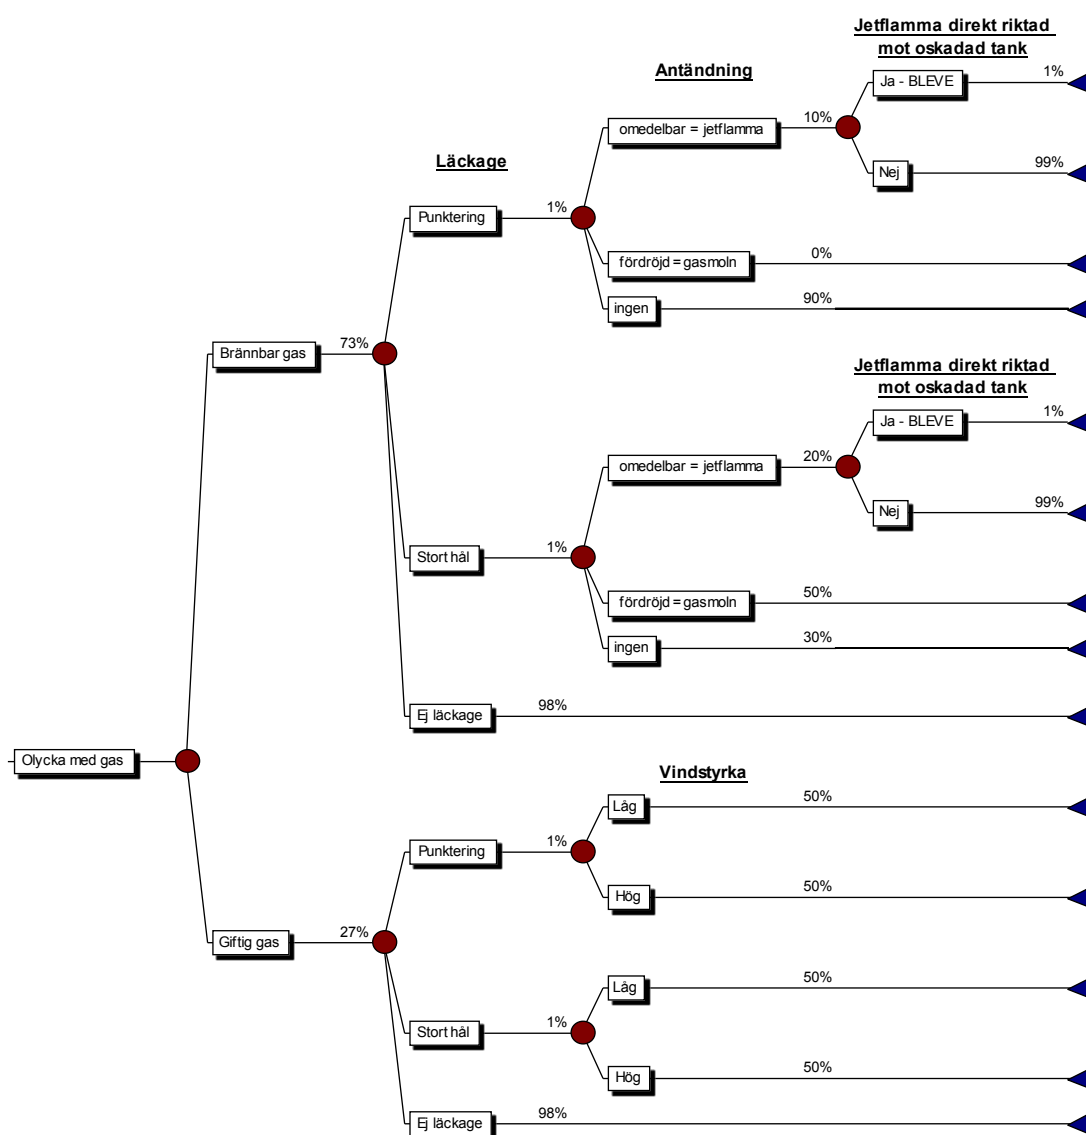 Jetflamma direkt riktad
mot oskadad tank
Antändning
Ja - BLEVE 1%
omedelbar = jetflamma 10%
Läckage
Nej 99%
Punktering 1%
fördröjd = gasmoln 0%
ingen 90%
Brännbar gas 73%
Jetflamma direkt riktad
mot oskadad tank
Ja - BLEVE 1%
omedelbar = jetflamma 20%
Nej 99%
Stort hål 1%
fördröjd = gasmoln 50%
ingen 30%
Ej läckage 98%
Olycka med gas
Vindstyrka
Låg 50%
Punktering 1%
Hög 50%
Giftig gas 27%
Låg 50%
Stort hål 1%
Hög 50%
Ej läckage 98%